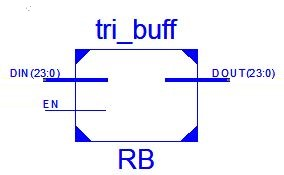 tri_buff
DIN(23:0)
DOUT(23:0)
EN
RB